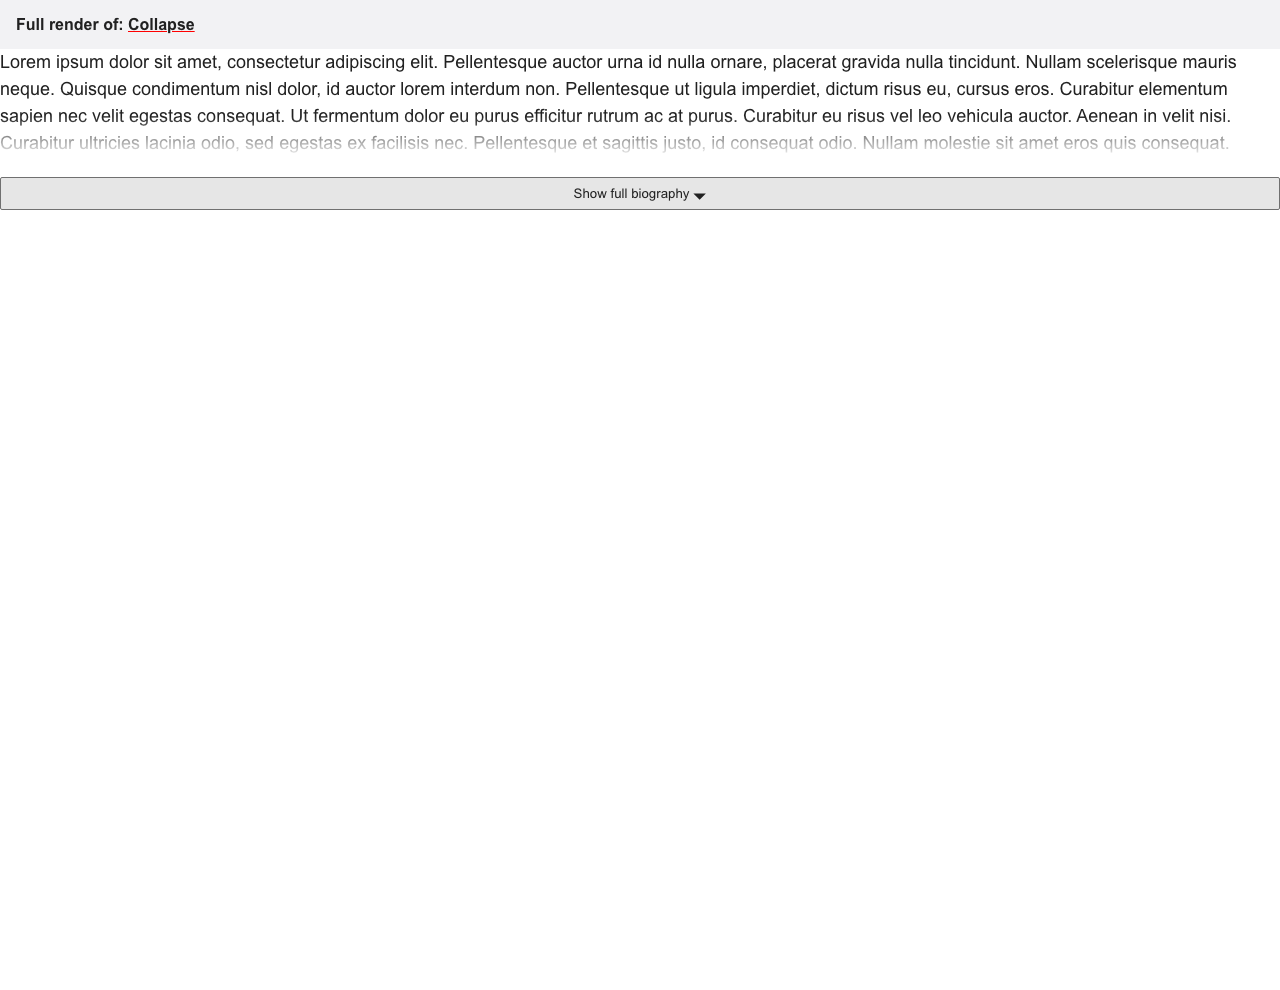 Full render of: Collapse
Lorem ipsum dolor sit amet, consectetur adipiscing elit. Pellentesque auctor urna id nulla ornare, placerat gravida nulla tincidunt. Nullam scelerisque mauris
neque. Quisque condimentum nisl dolor, id auctor lorem interdum non. Pellentesque ut ligula imperdiet, dictum risus eu, cursus eros. Curabitur elementum
sapien nec velit egestas consequat. Ut fermentum dolor eu purus efficitur rutrum ac at purus. Curabitur eu risus vel leo vehicula auctor. Aenean in velit nisi.
Curabitur ultricies lacinia odio, sed egestas ex facilisis nec. Pellentesque et sagittis justo, id consequat odio. Nullam molestie sit amet eros quis consequat.
Show full biography